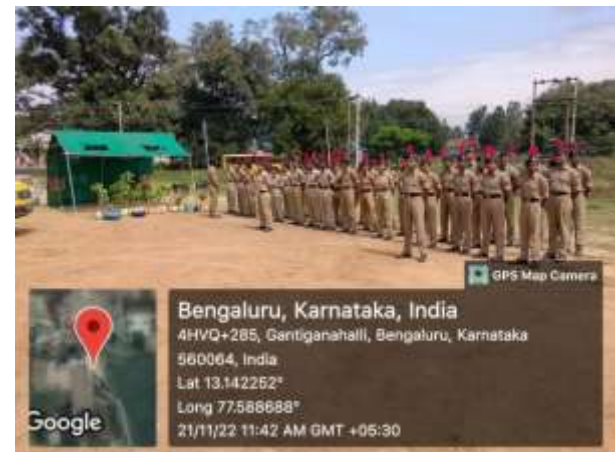 GPS Map Camera
Bengaluru, Karnataka, India
4HVQ+285, Gantiganahalli, Bengaluru, Karnataka
560064, India
Lat 13.142252°
Long 77.588688°
21/11/22 11:42 AM GMT +05:30
Google